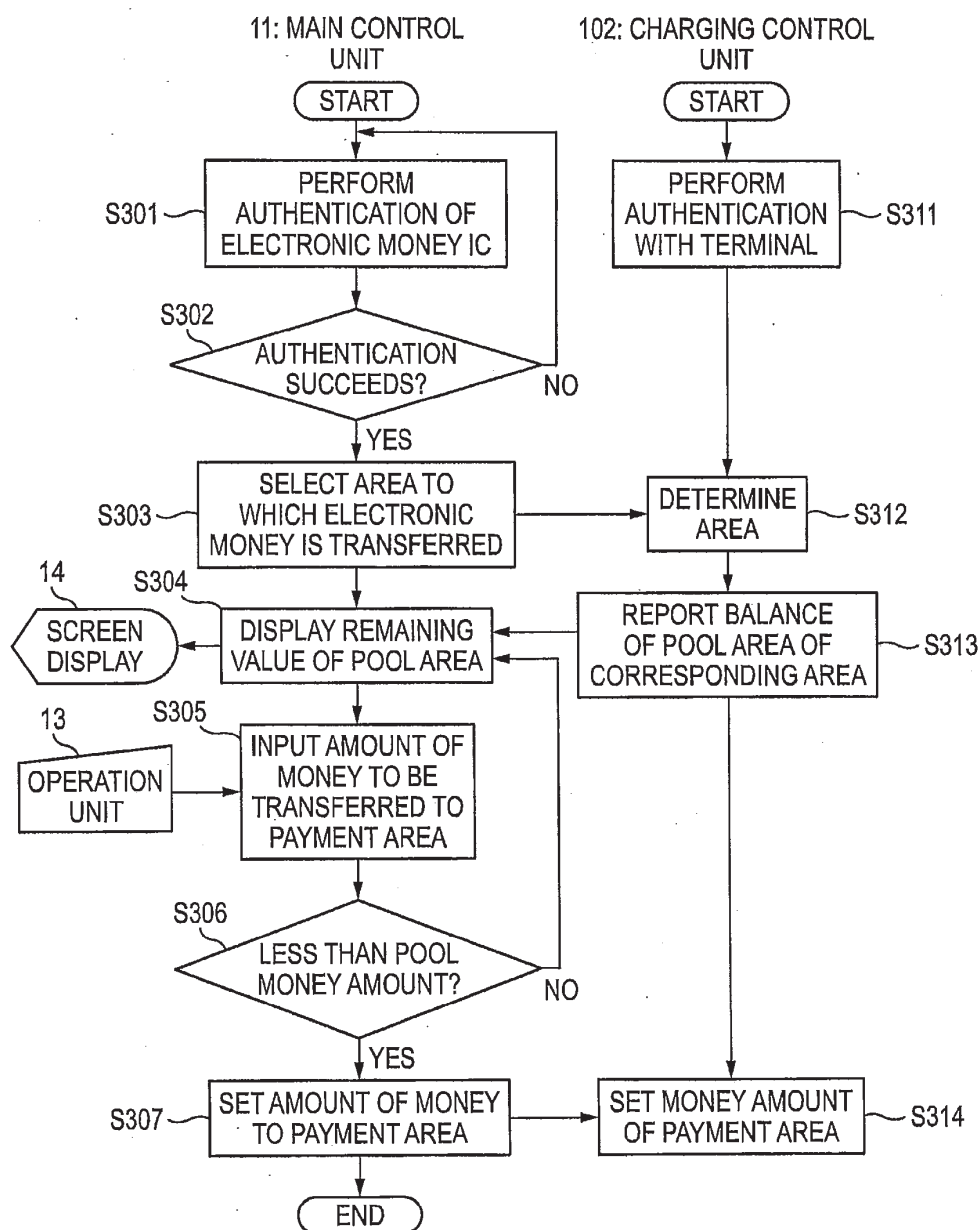 11: MAIN CONTROL
UNIT
102: CHARGING CONTROL
UNIT
START
START
S301
PERFORM
AUTHENTICATION OF
ELECTRONIC MONEY IC
PERFORM
AUTHENTICATION
WITH TERMINAL
S311
S302
AUTHENTICATION
SUCCEEDS?
NO
YES
S303
SELECT AREA TO
WHICH ELECTRONIC
MONEY IS TRANSFERRED
DETERMINE
AREA
S312
14
SCREEN
DISPLAY
S304
DISPLAY REMAINING
VALUE OF POOL AREA
REPORT BALANCE
OF POOL AREA OF
CORRESPONDING AREA
S313
13
OPERATION
UNIT
S305
INPUT AMOUNT OF
MONEY TO BE
TRANSFERRED TO
PAYMENT AREA
S306
LESS THAN POOL
MONEY AMOUNT?
NO
YES
S307
SET AMOUNT OF MONEY
TO PAYMENT AREA
SET MONEY AMOUNT
OF PAYMENT AREA
S314
END